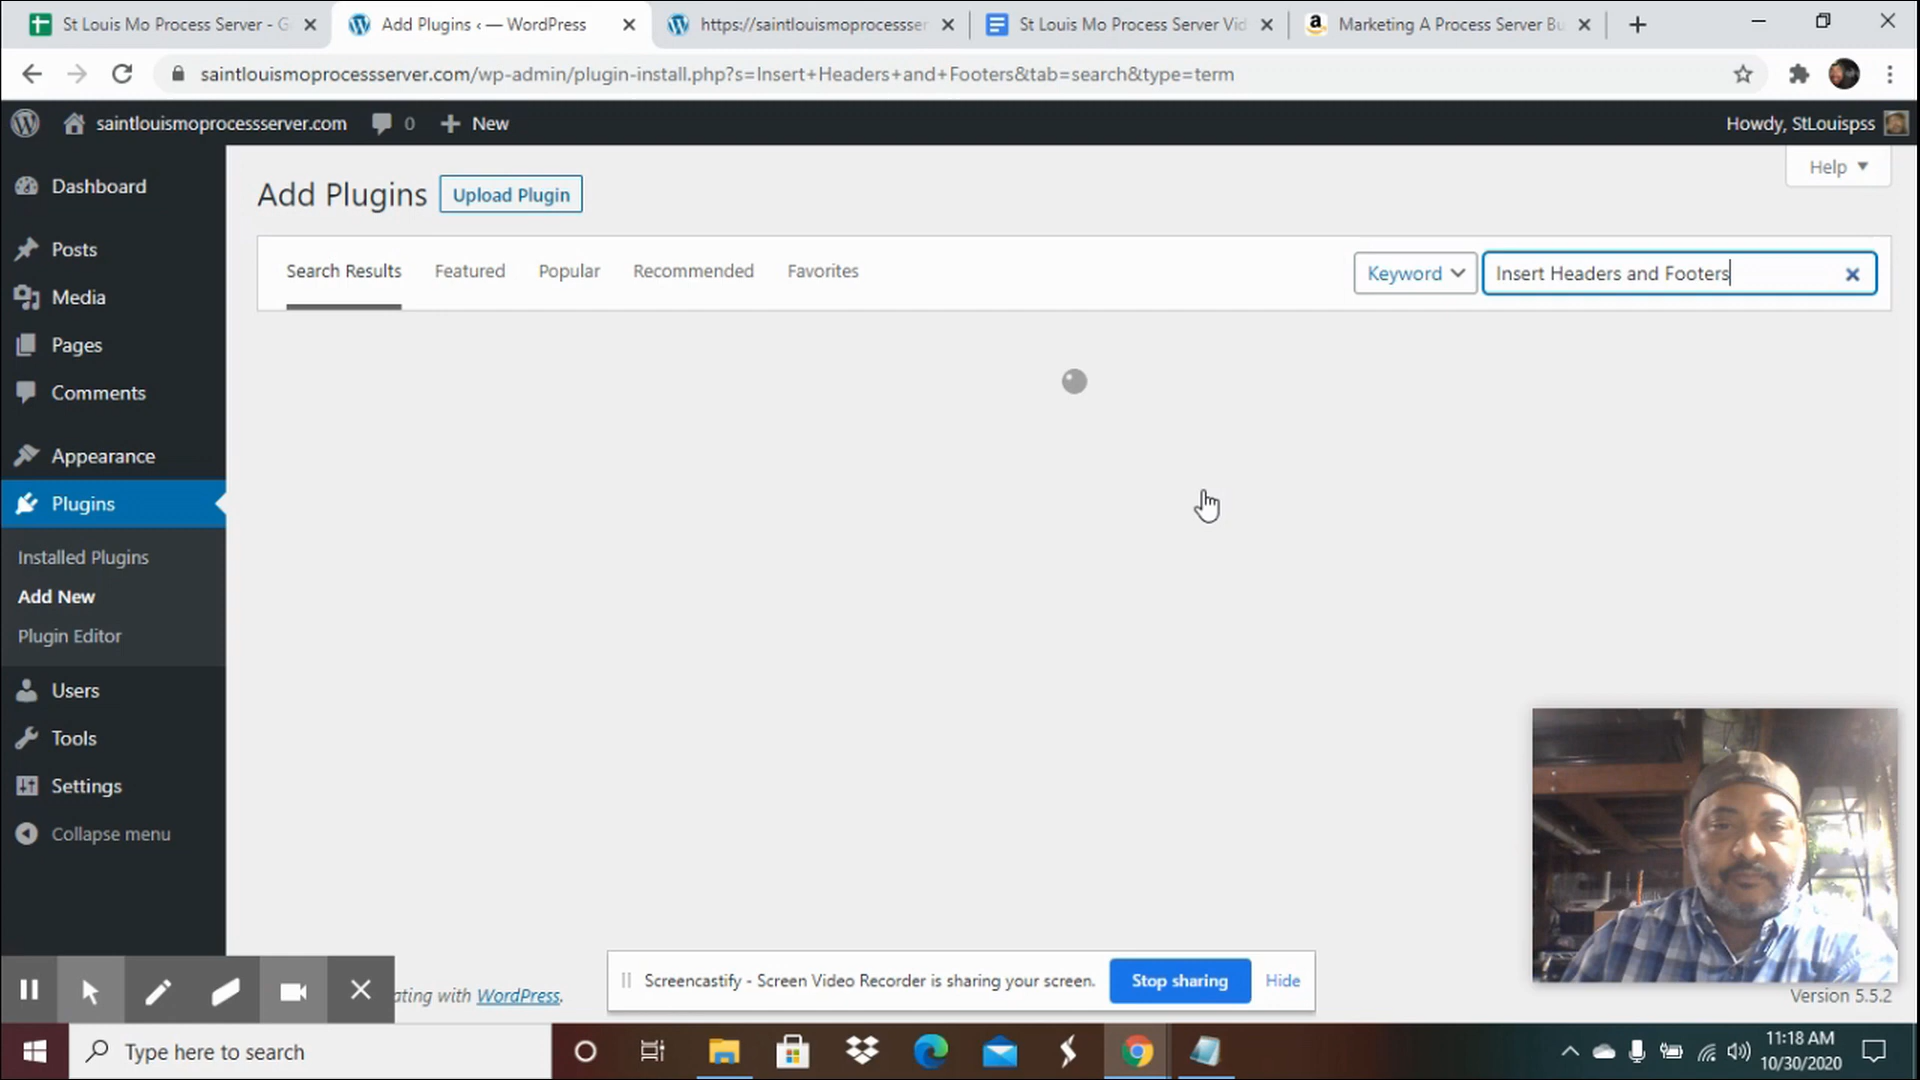 St Louis Mo Process Server - G
Add Plugins ‹ — WordPress
https://saintlouismoprocessser
St Louis Mo Process Server Vid
Marketing A Process Server Bu
saintlouismoprocessserver.com/wp-admin/plugin-install.php?s=Insert+Headers+and+Footers&tab=search&type=term
saintlouismoprocessserver.com 0 + New
Howdy, StLouispss
Help
Dashboard
Posts
Media
Pages
Comments
Appearance
Plugins
Installed Plugins
Add New
Plugin Editor
Users
Tools
Settings
Collapse menu
Add Plugins
Upload Plugin
Search Results Featured Popular Recommended Favorites
Keyword
Insert Headers and Footers
Screencastify - Screen Video Recorder is sharing your screen.
Stop sharing
Hide
ating with WordPress.
Version 5.5.2
Type here to search
11:18 AM
10/30/2020